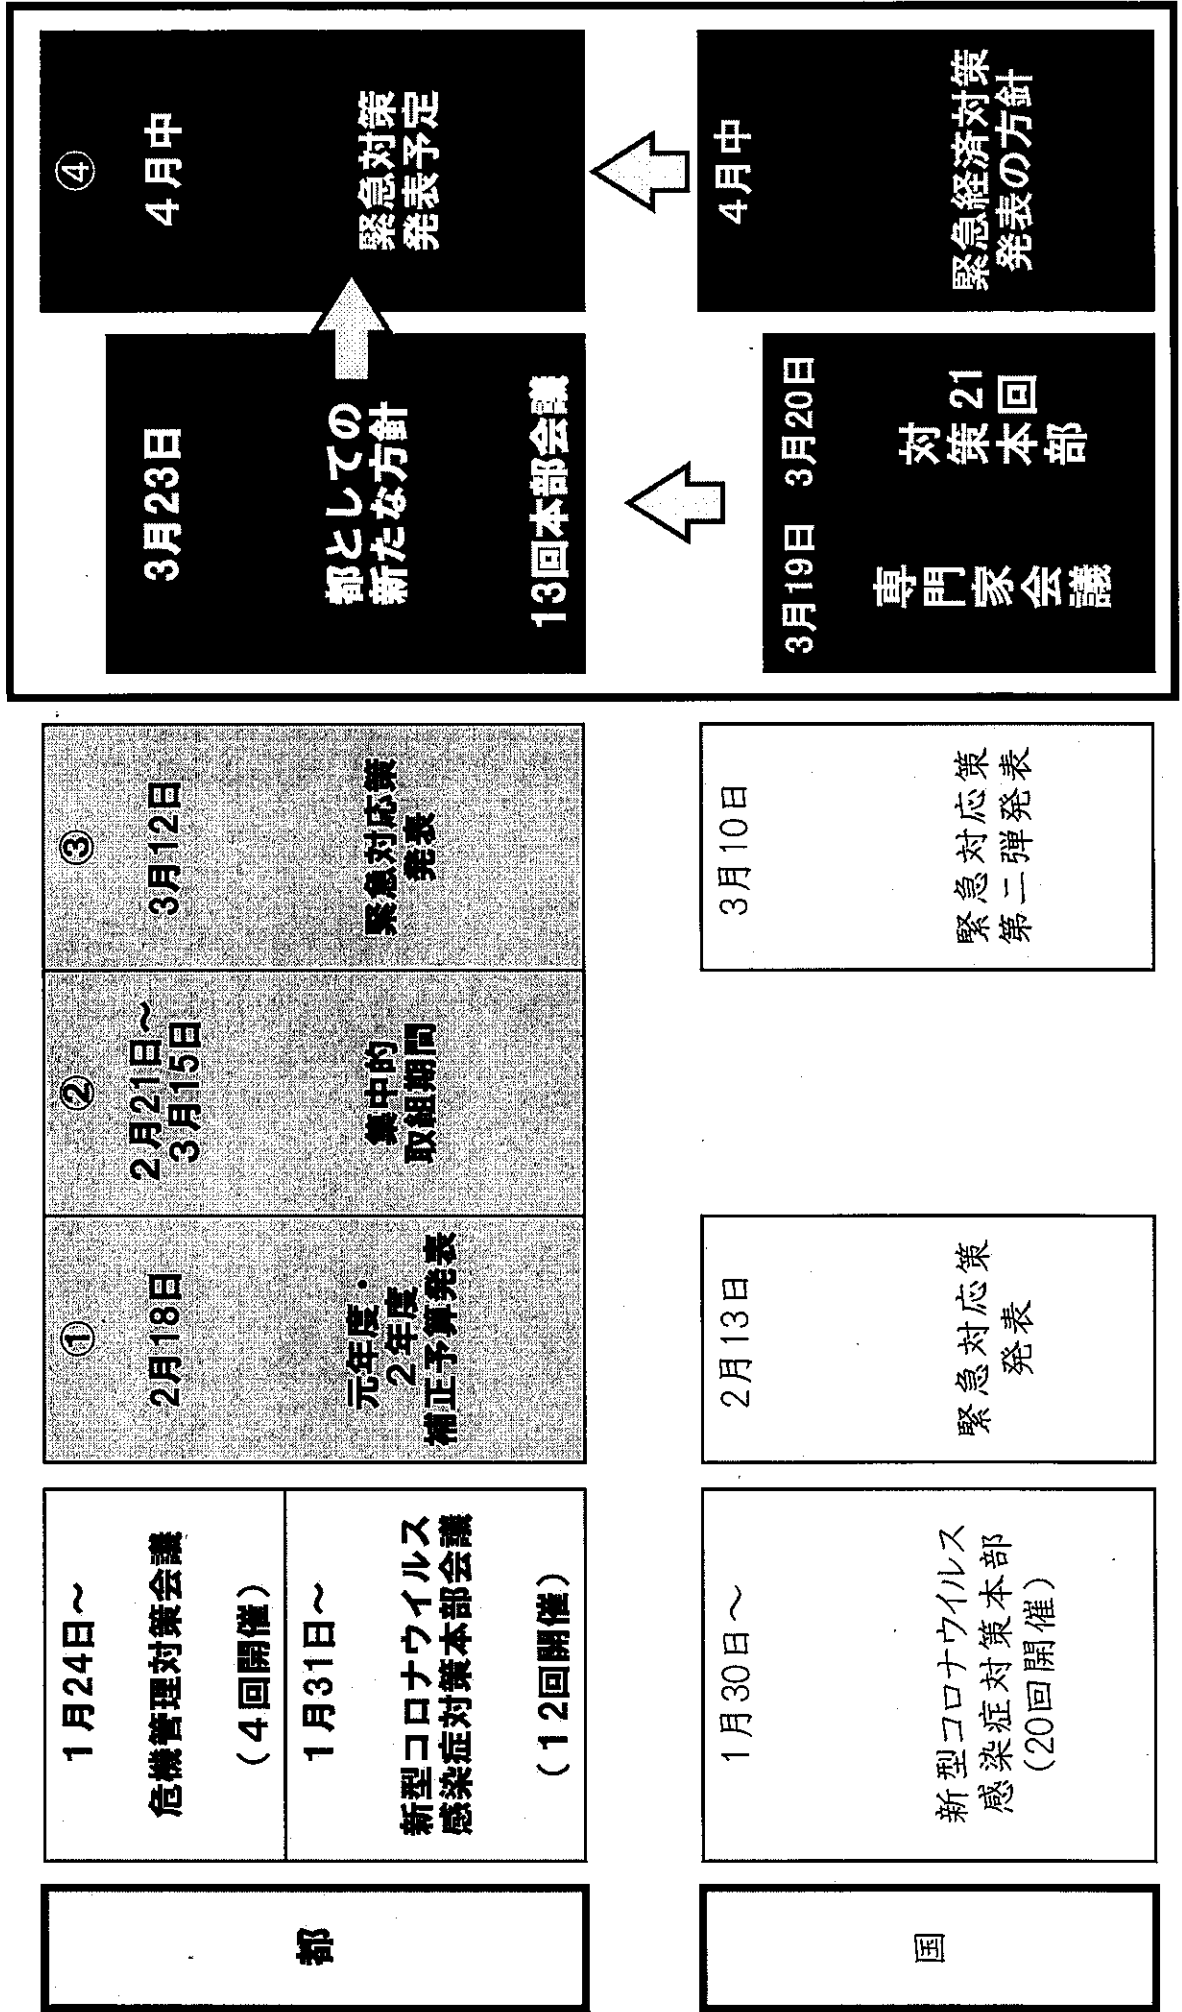 都
1月24日～
危機管理対策会議
（4回開催）
1月31日～
新型コロナウイルス
感染症対策本部会議
（12回開催）
①
2月18日
元年度・
2年度
補正予算発表
②
2月21日～
3月15日
集中的
取組期間
③
3月12日
緊急対応策
発表
3月23日
都としての
新たな方針
13回本部会議
④
4月中
緊急対策
発表予定
国
1月30日～
新型コロナウイルス
感染症対策本部
（20回開催）
2月13日
緊急対応策
発表
3月10日
緊急対応策
第二弾発表
3月19日
専門家会議
3月20日
対策本部
21回
4月中
緊急経済対策
発表の方針